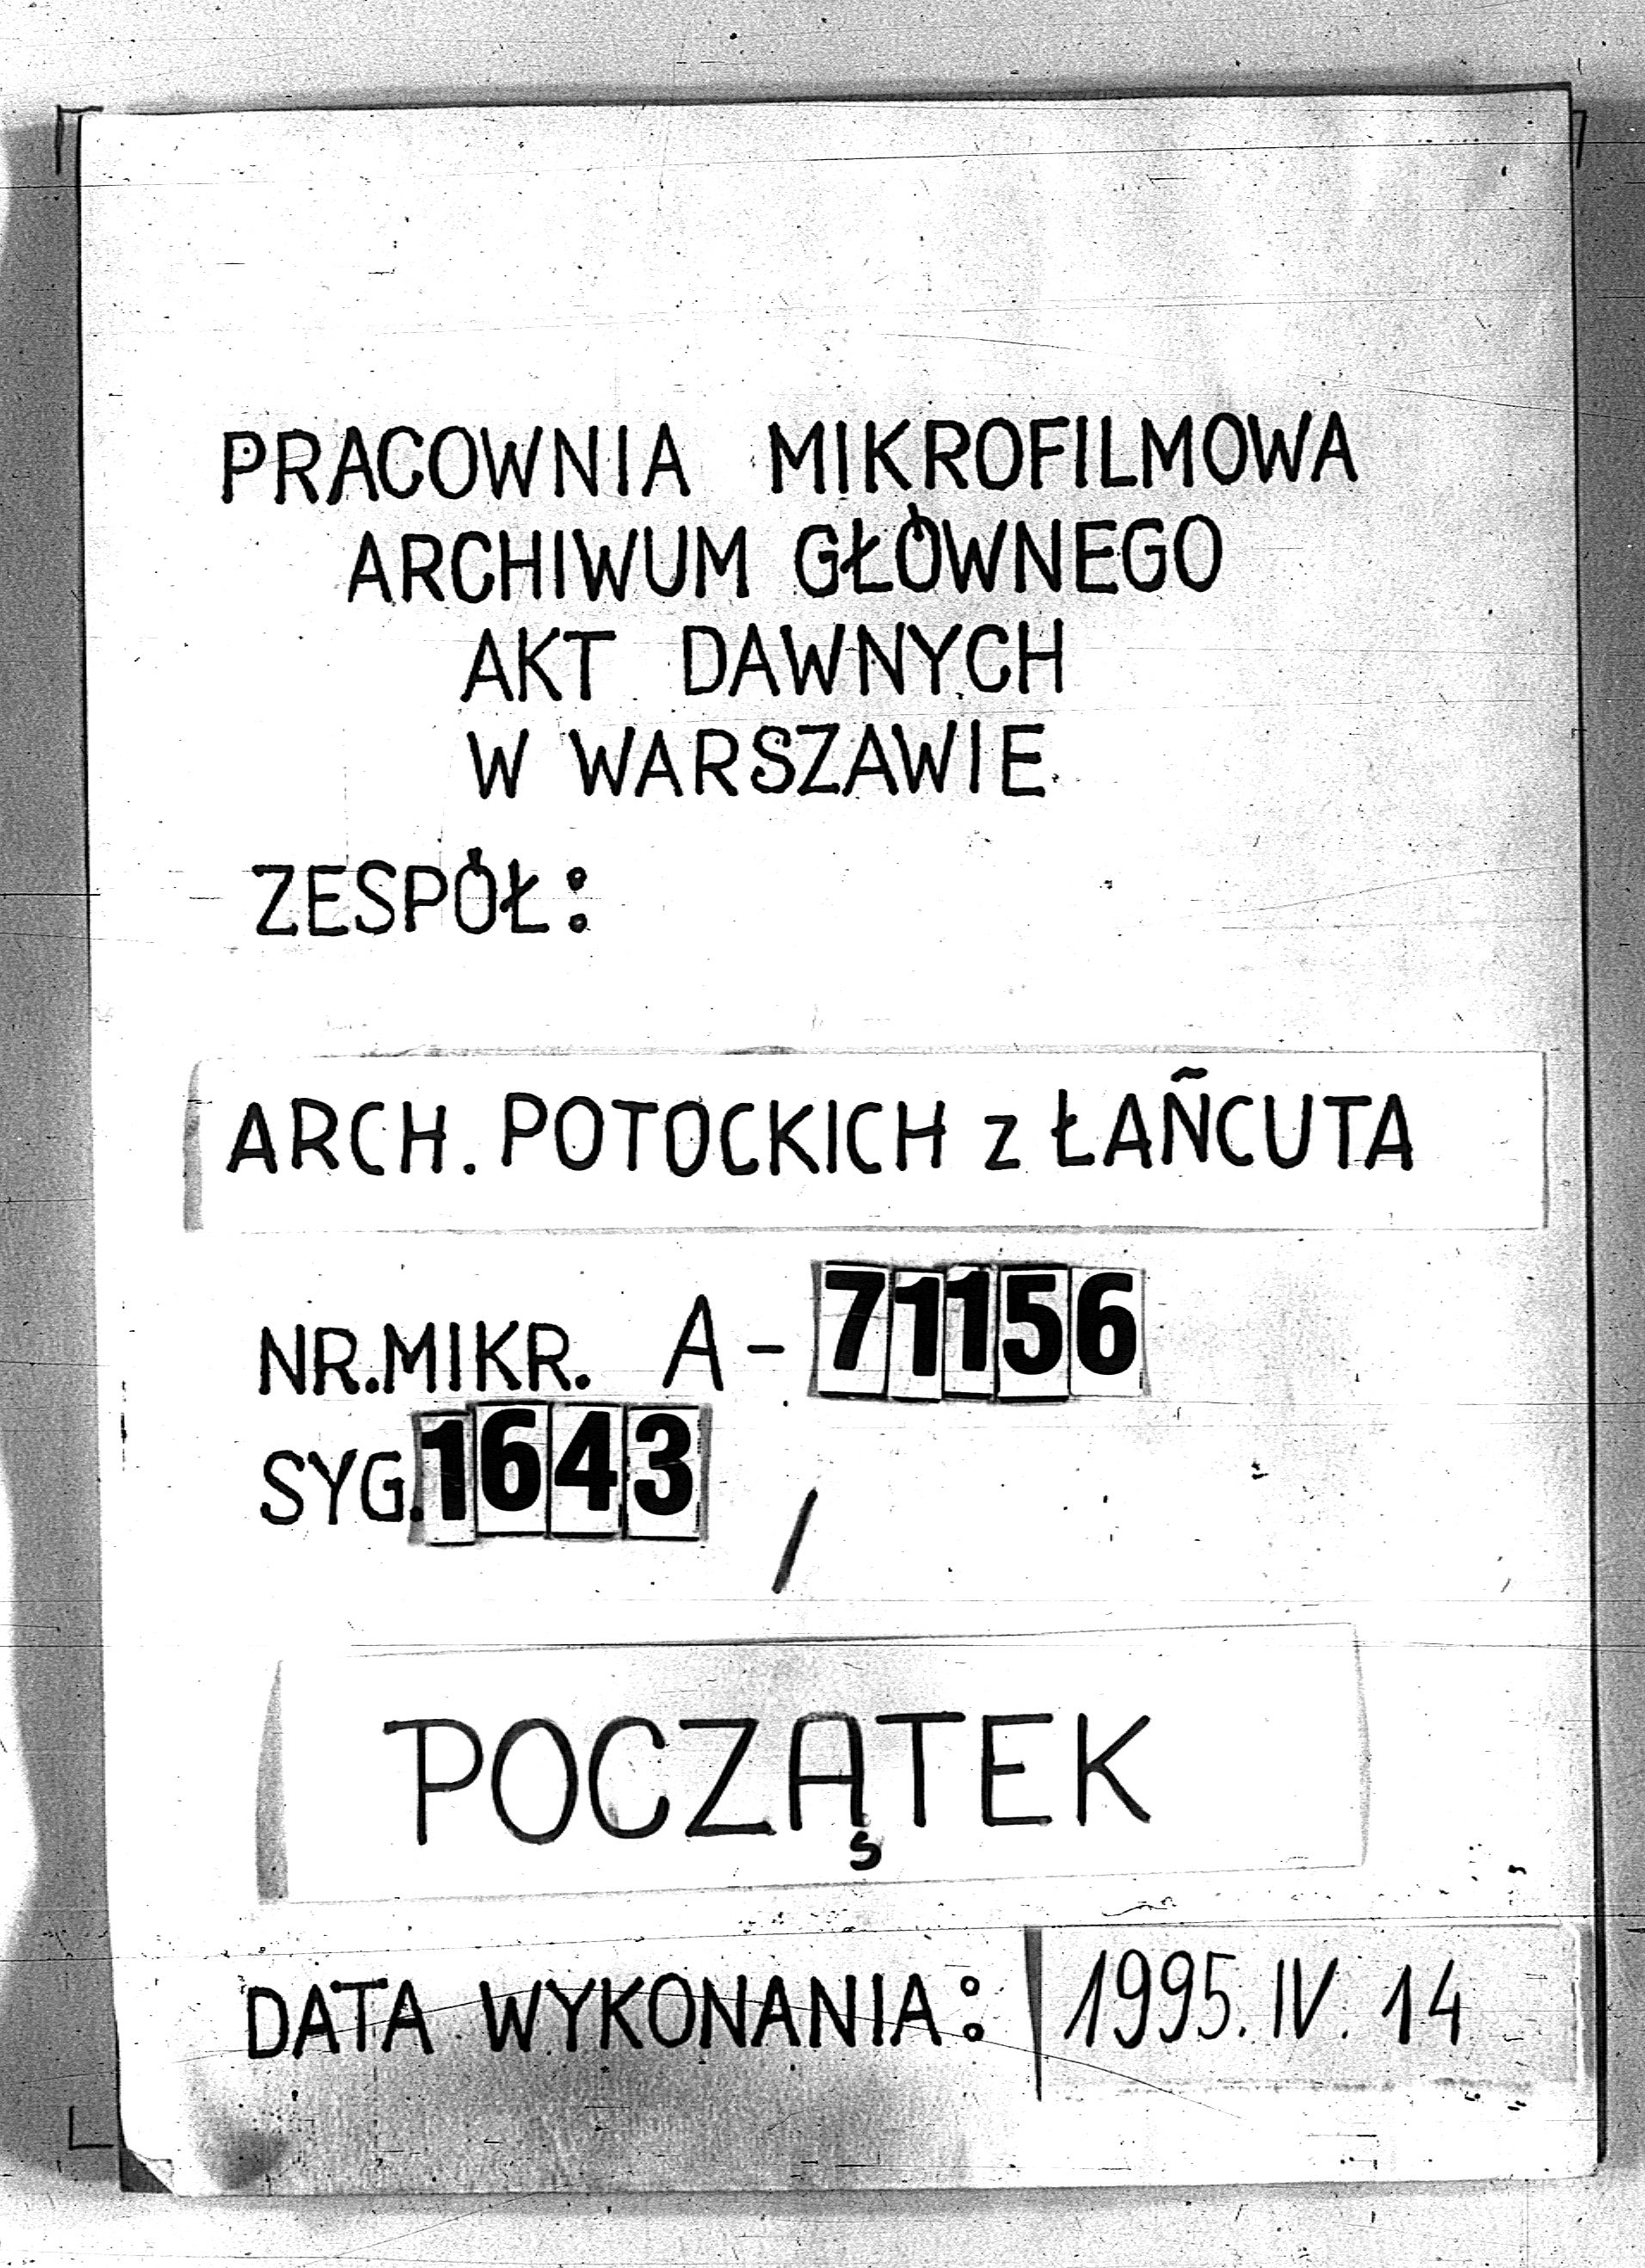 PRACOWNIA MIKROFILMOWA
ARCHIWUM GŁÓWNEGO
AKT DAWNYCH
W WARSZAWIE
ZESPÓŁ:
ARCH. POTOCKICH z ŁAŃCUTA
NR.MIKR. A-71156
SYG.1643 /
POCZĄTEK
DATA WYKONANIA: 1995.IV.14